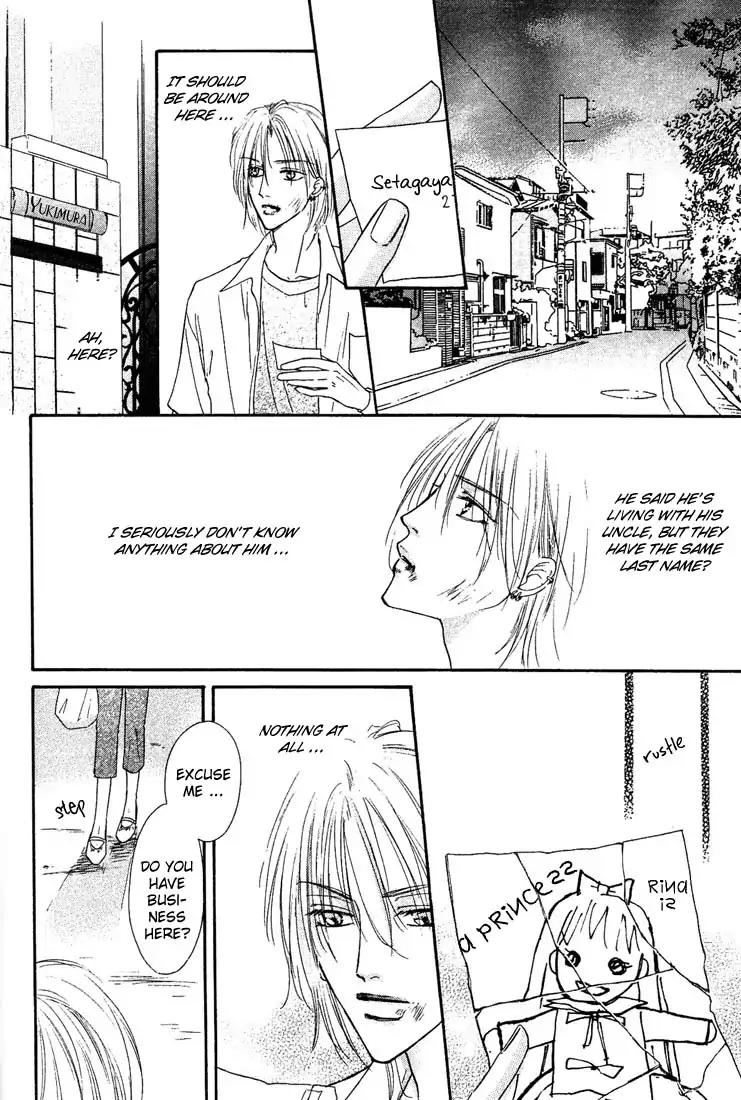 Setagaya
2
IT SHOULD
BE AROUND
HERE ...
YUKIMURA
AH,
HERE?
HE SAID HE'S
LIVING WITH HIS
UNCLE, BUT THEY
HAVE THE SAME
LAST NAME?
I SERIOUSLY DON'T KNOW
ANYTHING ABOUT HIM ...
rustle
Rina
iz
a PRiNcezz
NOTHING AT
ALL ...
EXCUSE
ME ...
step
DO YOU
HAVE
BUSI-
NESS
HERE?